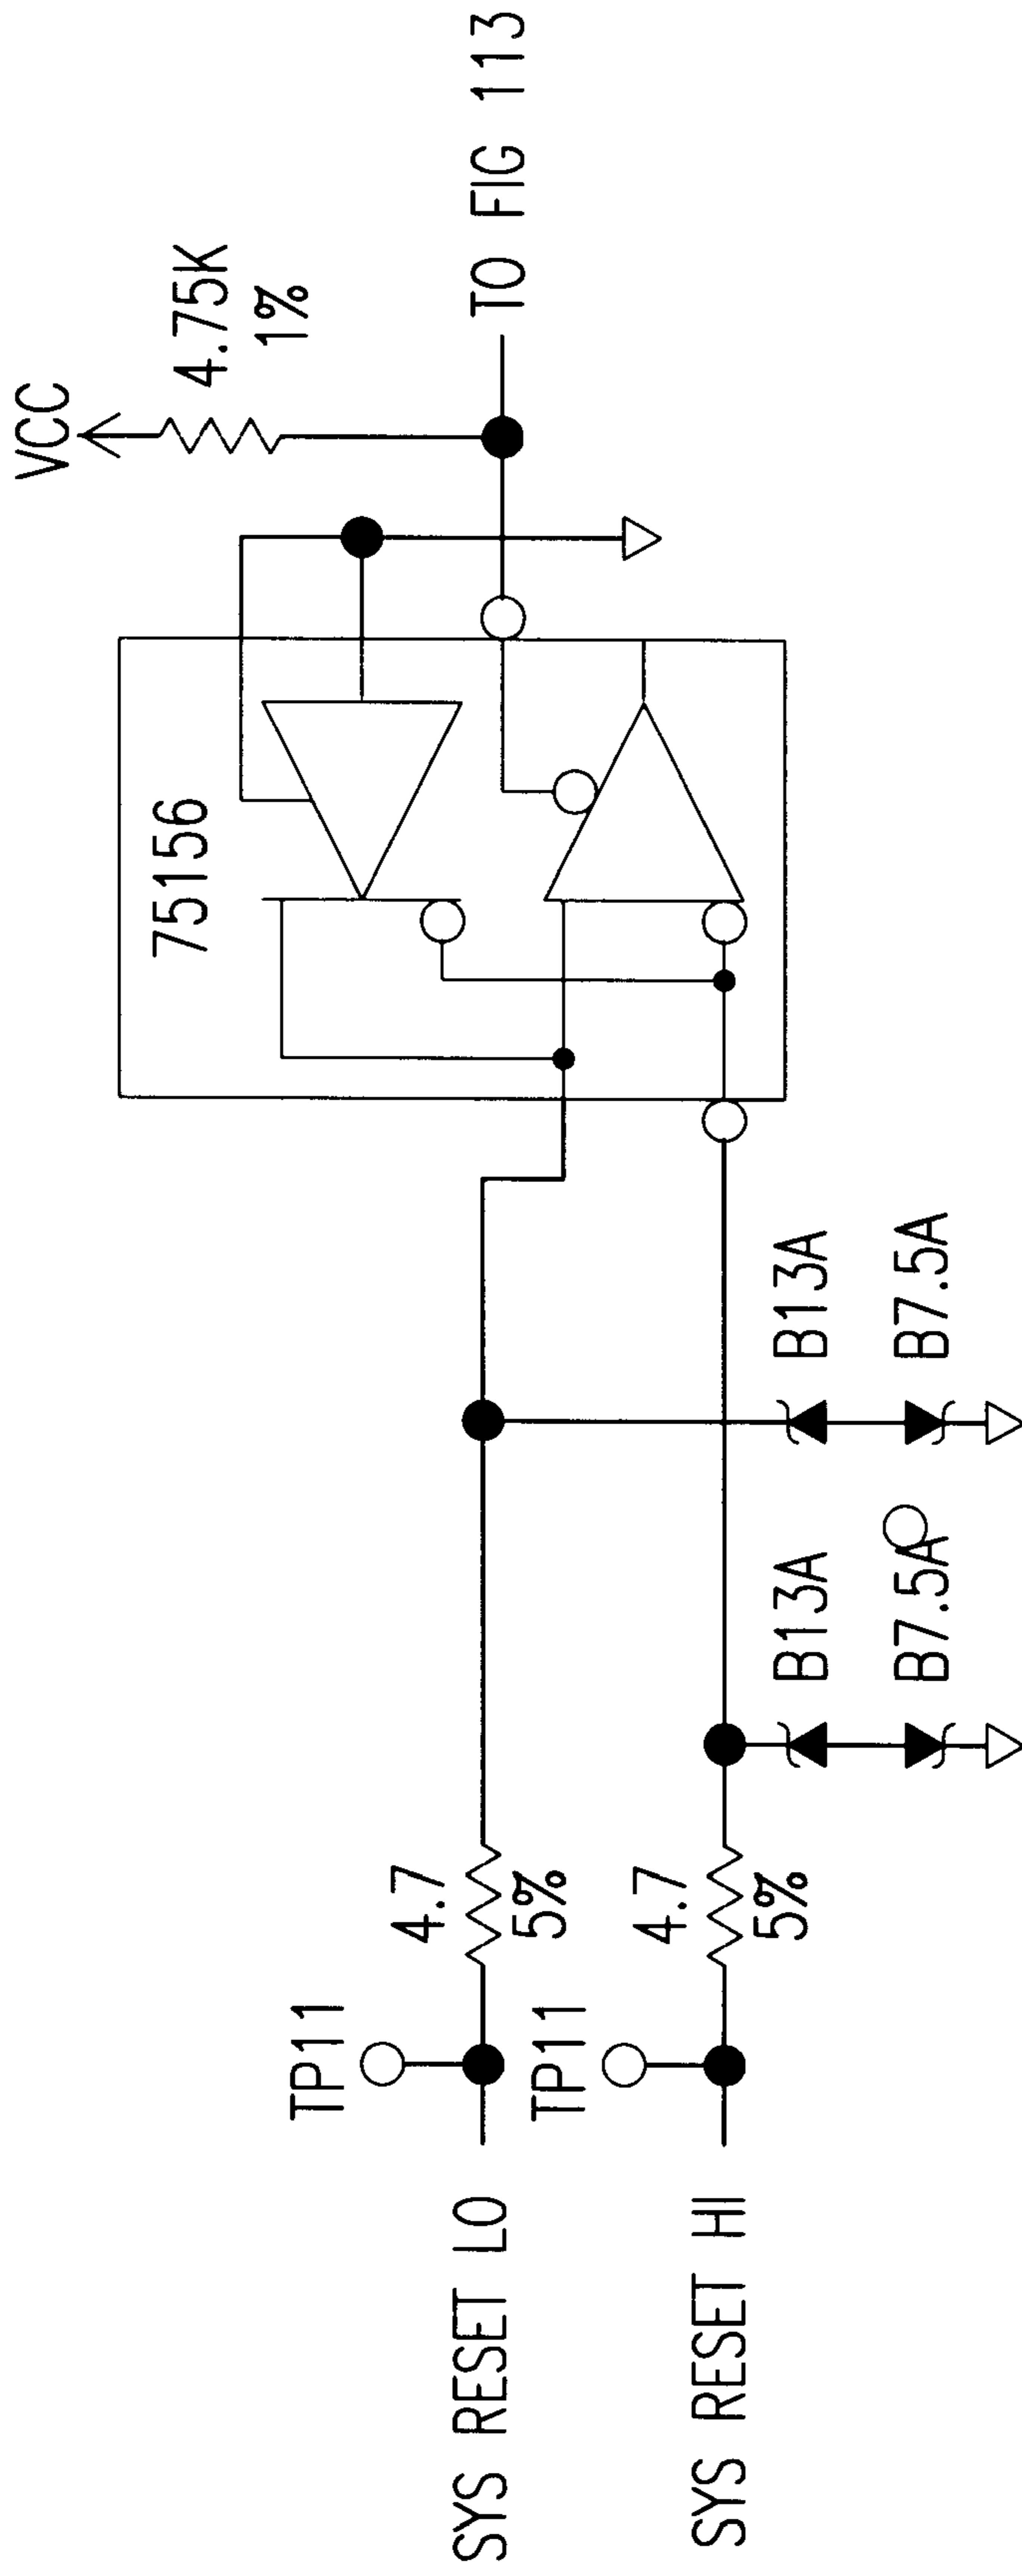 VCC
4.75K
1%
TO FIG 113
75156
TP11
4.7
5%
SYS RESET LO
TP11
4.7
5%
SYS RESET HI
B13A
B7.5A
B13A
B7.5A